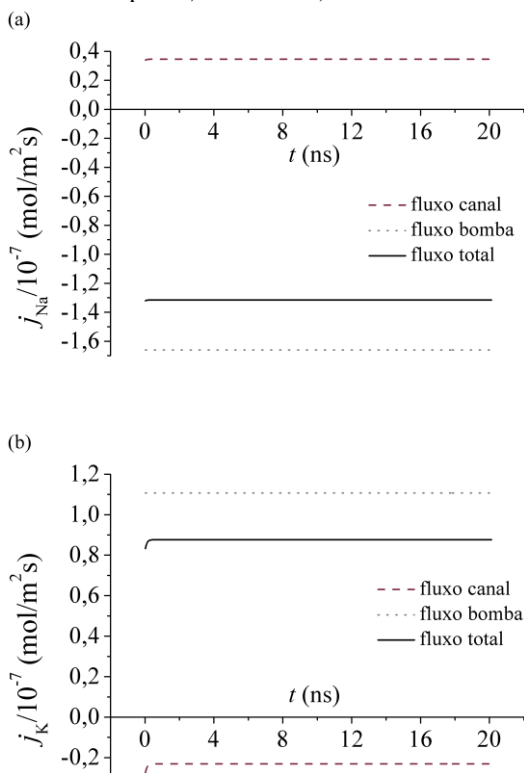 (a)
0,4
0,2
0,0
-0,2
-0,4
-0,6
-0,8
-1,0
-1,2
-1,4
-1,6
0 4 8 12 16 20
t (ns)
j_Na/10^-7 (mol/m^2s)
fluxo canal
fluxo bomba
fluxo total
(b)
1,2
1,0
0,8
0,6
0,4
0,2
0,0
-0,2
fluxo canal
fluxo bomba
fluxo total
t (ns)
0 4 8 12 16 20
j_K/10^-7 (mol/m^2s)